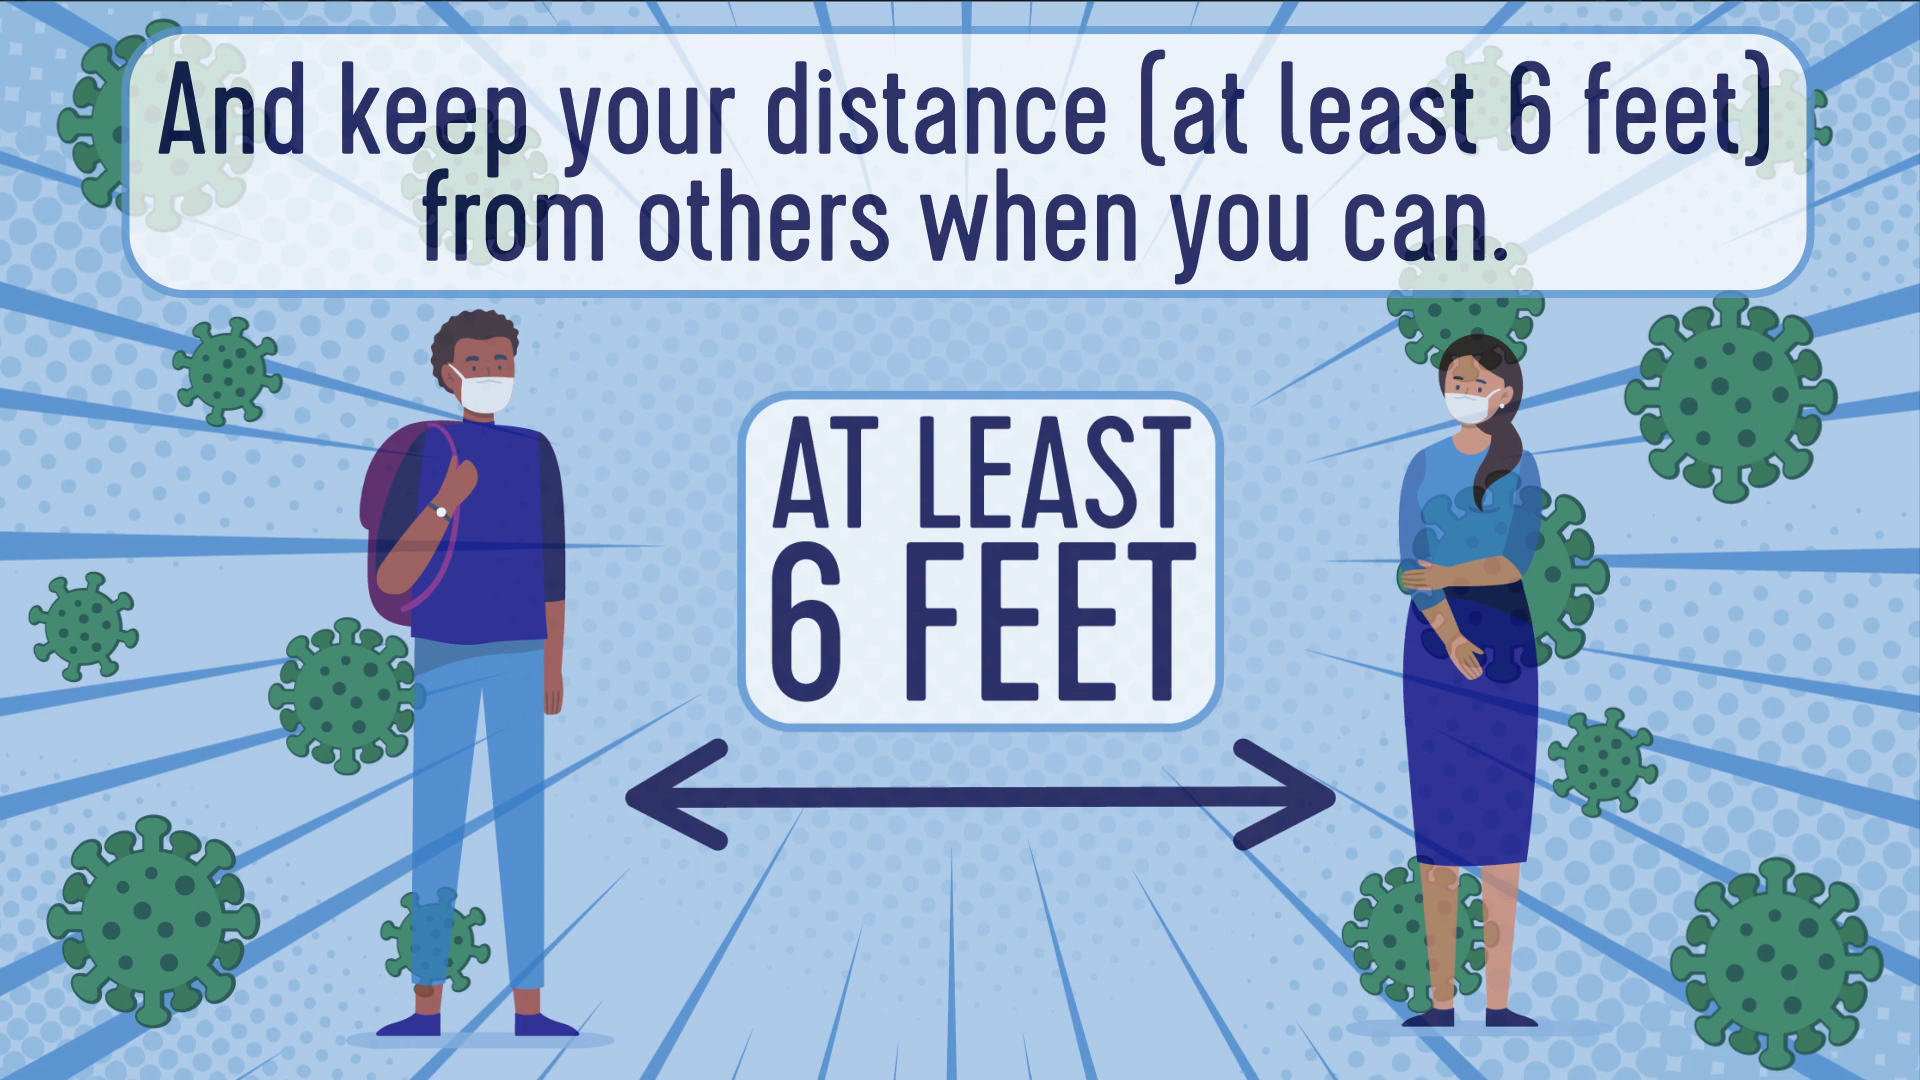 And keep your distance (at least 6 feet)
from others when you can.
AT LEAST
6 FEET